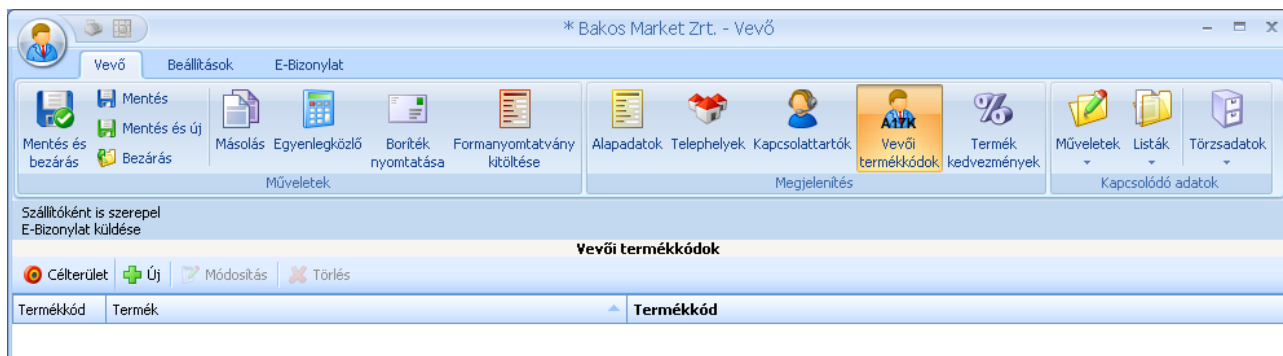 * Bakos Market Zrt. - Vevő
Vevő Beállítások E-Bizonylat
Mentés és bezárás
Mentés
Mentés és új
Bezárás
Másolás
Egyenlegközlő
Boríték nyomtatása
Formanyomtatvány kitöltése
Műveletek
Alapadatok
Telephelyek
Kapcsolattartók
A17K
Vevői termékkódok
Termék kedvezmények
Megjelenítés
Műveletek
Listák
Törzsadatok
Kapcsolódó adatok
Szállítóként is szerepel
E-Bizonylat küldése
Vevői termékkódok
Célterület Új Módosítás Törlés
Termékkód Termék Termékkód